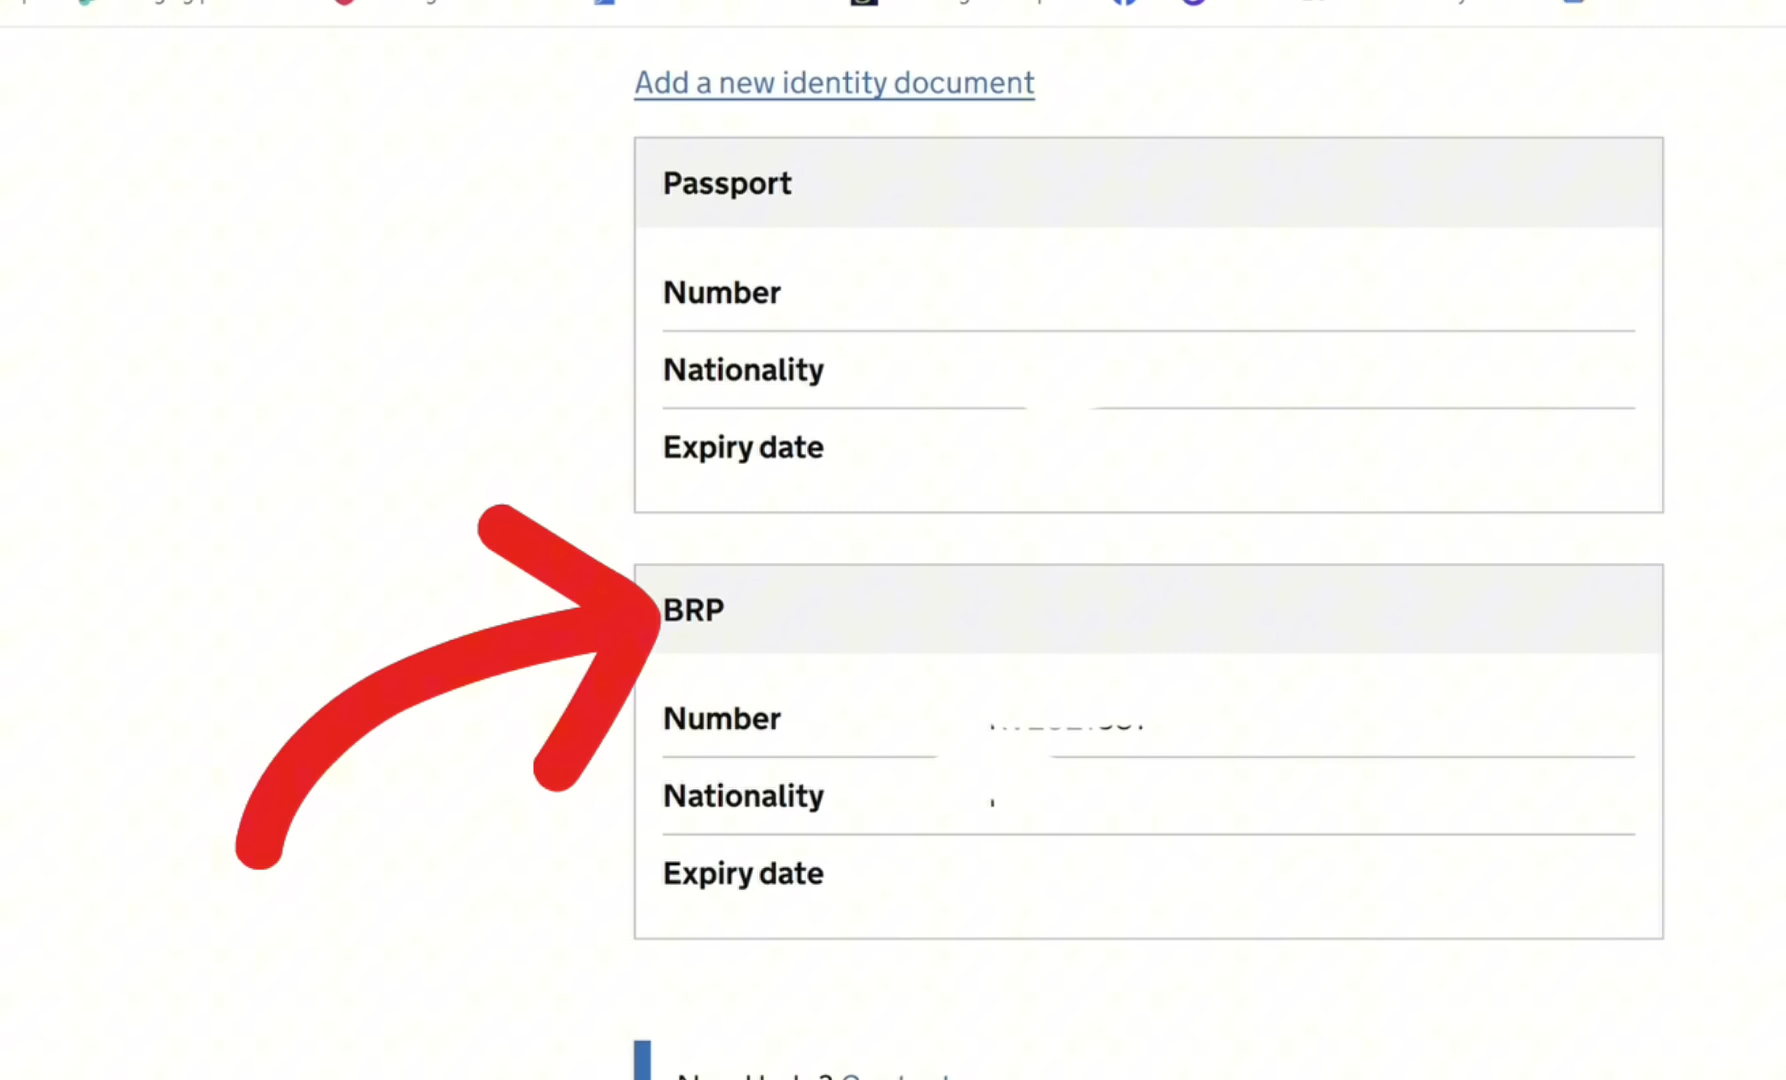 Add a new identity document
Passport
Number
Nationality
Expiry date
BRP
Number
Nationality
Expiry date